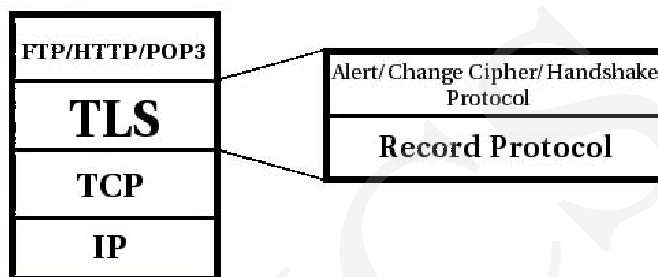 FTP/HTTP/POP3
TLS
TCP
IP
Alert/Change Cipher/Handshake
Protocol
Record Protocol